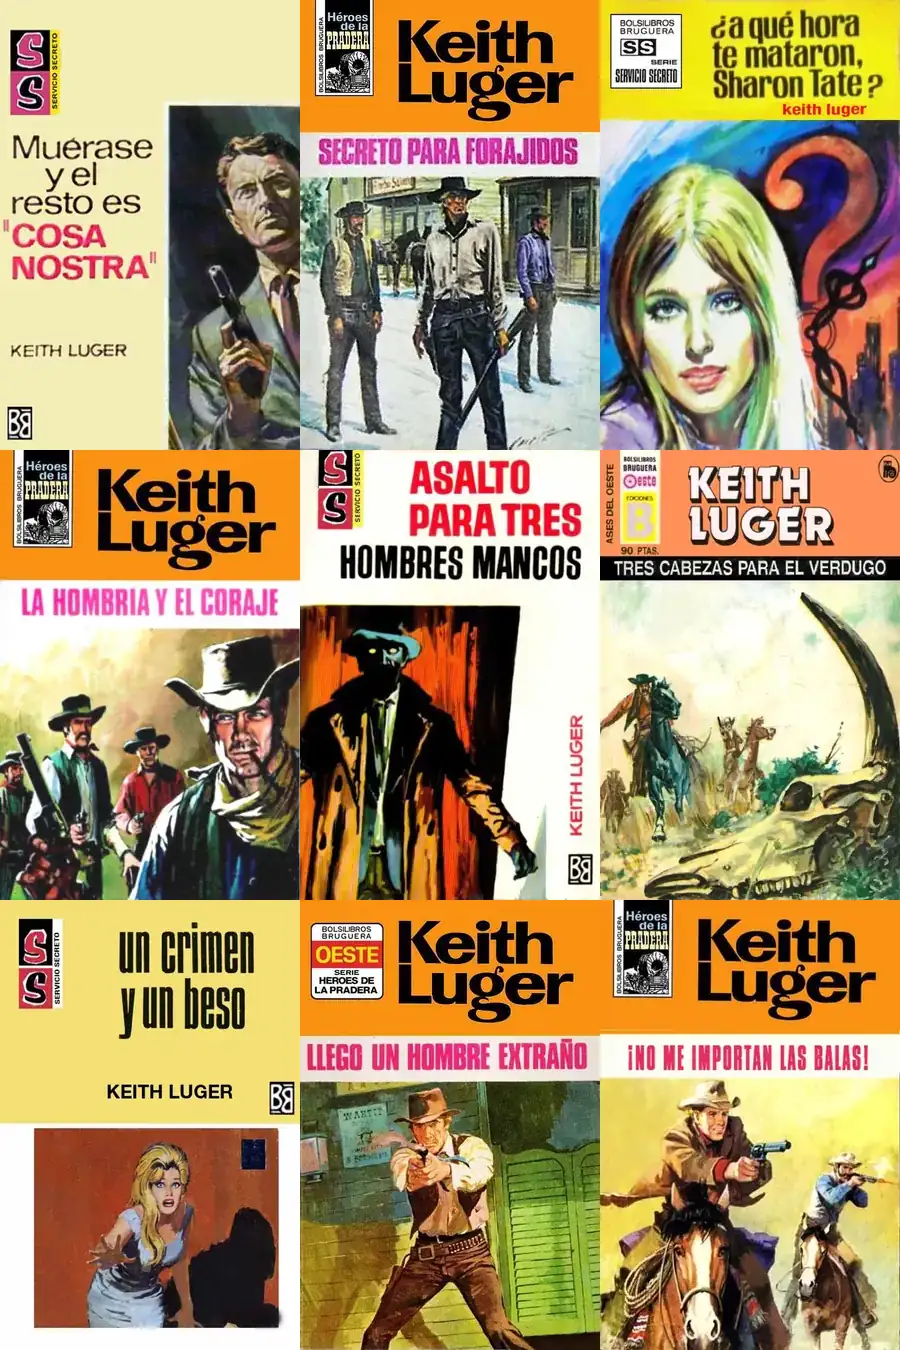 SS
SERVICIO SECRETO
Muérase
y el
resto es
"COSA
NOSTRA"
KEITH LUGER
BB
BOLSILIBROS BRUGUERA
Héroes
de la
PRADERA
Keith
Luger
SECRETO PARA FORAJIDOS
BOLSILIBROS
BRUGUERA
SS
SERIE
SERVICIO SECRETO
¿a qué hora
te mataron,
Sharon Tate?
keith luger
BOLSILIBROS BRUGUERA
Héroes
de la
PRADERA
Keith
Luger
LA HOMBRIA Y EL CORAJE
SS
SERVICIO SECRETO
ASALTO
PARA TRES
HOMBRES MANCOS
KEITH LUGER
BB
ASES DEL OESTE
BOLSILIBROS
BRUGUERA
Oeste
EDICIONES
B
90 PTAS.
KEITH
LUGER
TRES CABEZAS PARA EL VERDUGO
SS
SERVICIO SECRETO
un crimen
y un beso
KEITH LUGER
BB
BOLSILIBROS
BRUGUERA
OESTE
SERIE
HEROES DE
LA PRADERA
Keith
Luger
LLEGO UN HOMBRE EXTRAÑO
WANTED
BOLSILIBROS BRUGUERA
Héroes
de la
PRADERA
Keith
Luger
¡NO ME IMPORTAN LAS BALAS!